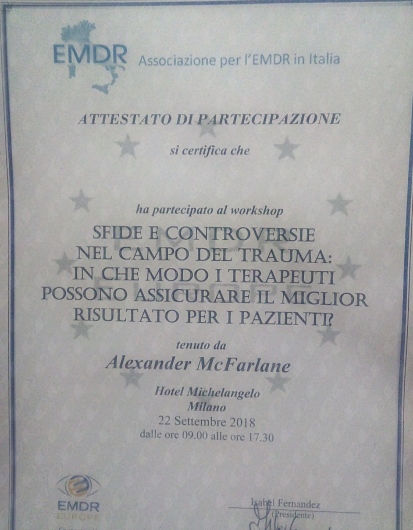 EMDR Associazione per l'EMDR in Italia
ATTESTATO DI PARTECIPAZIONE
si certifica che
ha partecipato al workshop
SFIDE E CONTROVERSIE
NEL CAMPO DEL TRAUMA:
IN CHE MODO I TERAPEUTI
POSSONO ASSICURARE IL MIGLIOR
RISULTATO PER I PAZIENTI?
tenuto da
Alexander McFarlane
Hotel Michelangelo
Milano
22 Settembre 2018
dalle ore 09.00 alle ore 17.30
Isabel Fernandez
(Presidente)
EMDR
EUROPE